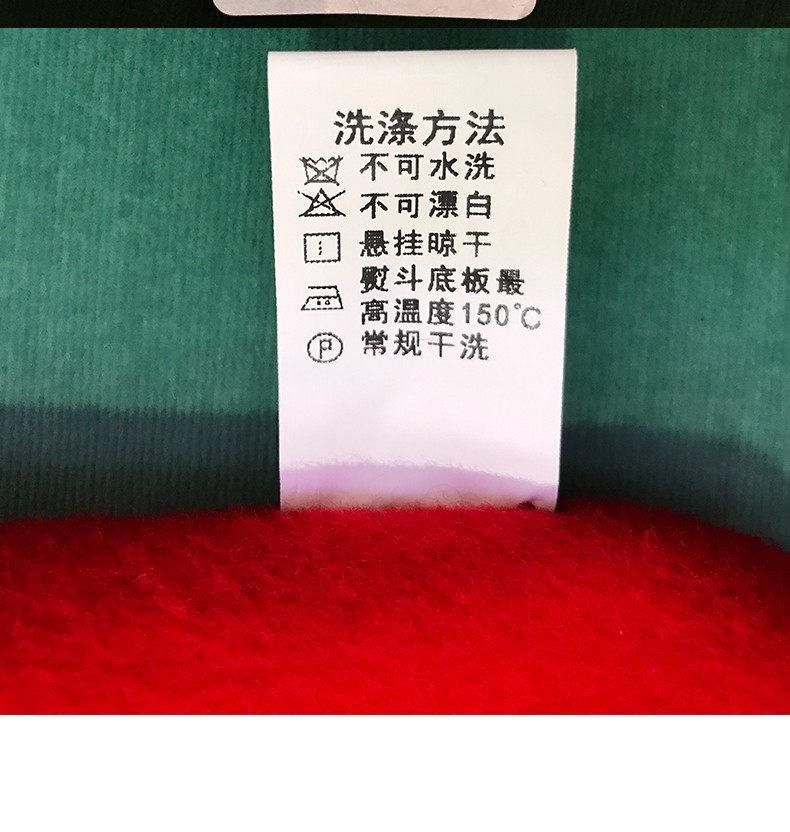 洗涤方法
不可水洗
不可漂白
悬挂晾干
熨斗底板最
高温度150℃
P 常规干洗